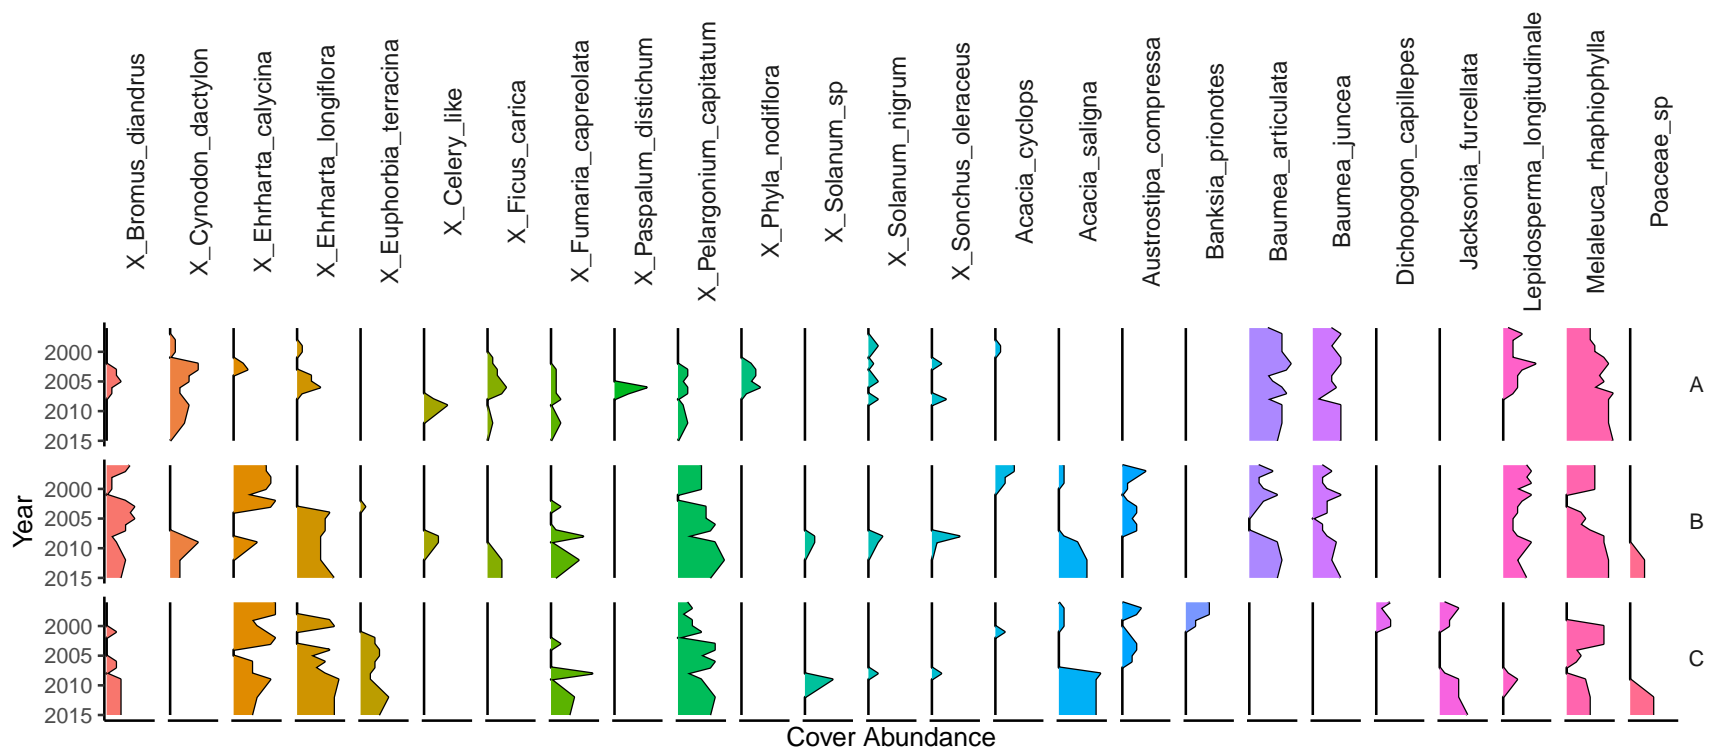 X_Bromus_diandrus
X_Cynodon_dactylon
X_Ehrharta_calycina
X_Ehrharta_longiflora
X_Euphorbia_terracina
X_Celery_like
X_Ficus_carica
X_Fumaria_capreolata
X_Paspalum_distichum
X_Pelargonium_capitatum
X_Phyla_nodiflora
X_Solanum_sp
X_Solanum_nigrum
X_Sonchus_oleraceus
Acacia_cyclops
Acacia_saligna
Austrostipa_compressa
Banksia_prionotes
Baumea_articulata
Baumea_juncea
Dichopogon_capillepes
Jacksonia_furcellata
Lepidosperma_longitudinale
Melaleuca_rhaphiophylla
Poaceae_sp
2000
2005
2010
2015
A
2000
2005
2010
2015
B
2000
2005
2010
2015
C
Year
Cover Abundance